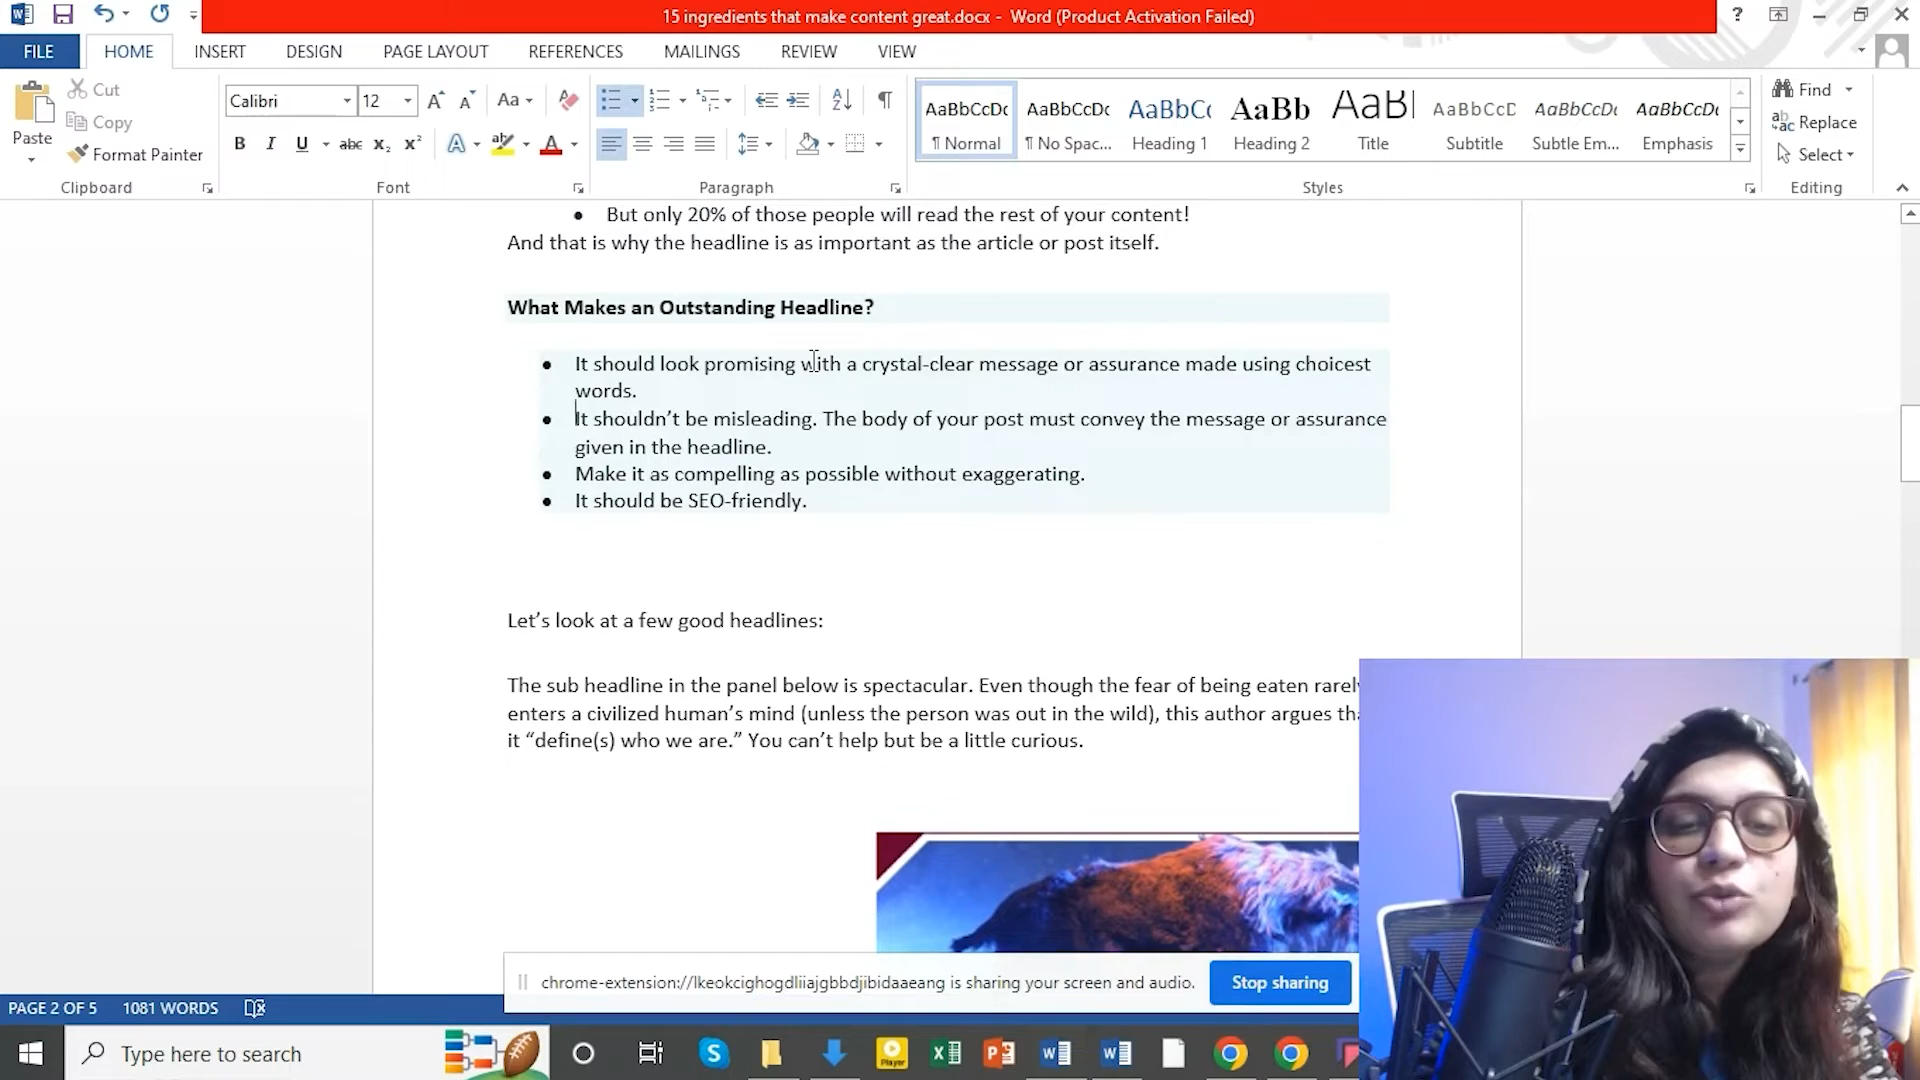 15 ingredients that make content great.docx - Word (Product Activation Failed)
?
FILE HOME INSERT DESIGN PAGE LAYOUT REFERENCES MAILINGS REVIEW VIEW
Paste
Cut
Copy
Format Painter
Clipboard
Calibri 12
Aa
B I U abc x₂ x²
A
Font
Paragraph
AaBbCcDc ¶ Normal
AaBbCcDc ¶ No Spac...
AaBbC( Heading 1
AaBb Heading 2
AaB Title
AaBbCcD Subtitle
AaBbCcDc Subtle Em...
AaBbCcDc Emphasis
Styles
Find
Replace
Select
Editing
• But only 20% of those people will read the rest of your content!
And that is why the headline is as important as the article or post itself.
What Makes an Outstanding Headline?
• It should look promising with a crystal-clear message or assurance made using choicest
words.
• It shouldn’t be misleading. The body of your post must convey the message or assurance
given in the headline.
• Make it as compelling as possible without exaggerating.
• It should be SEO-friendly.
Let’s look at a few good headlines:
The sub headline in the panel below is spectacular. Even though the fear of being eaten rarely
enters a civilized human’s mind (unless the person was out in the wild), this author argues
it “define(s) who we are.” You can’t help but be a little curious.
chrome-extension://lkeokcighogdliiajgbbdjibidaaeang is sharing your screen and audio.
Stop sharing
PAGE 2 OF 5 1081 WORDS
Type here to search
Player